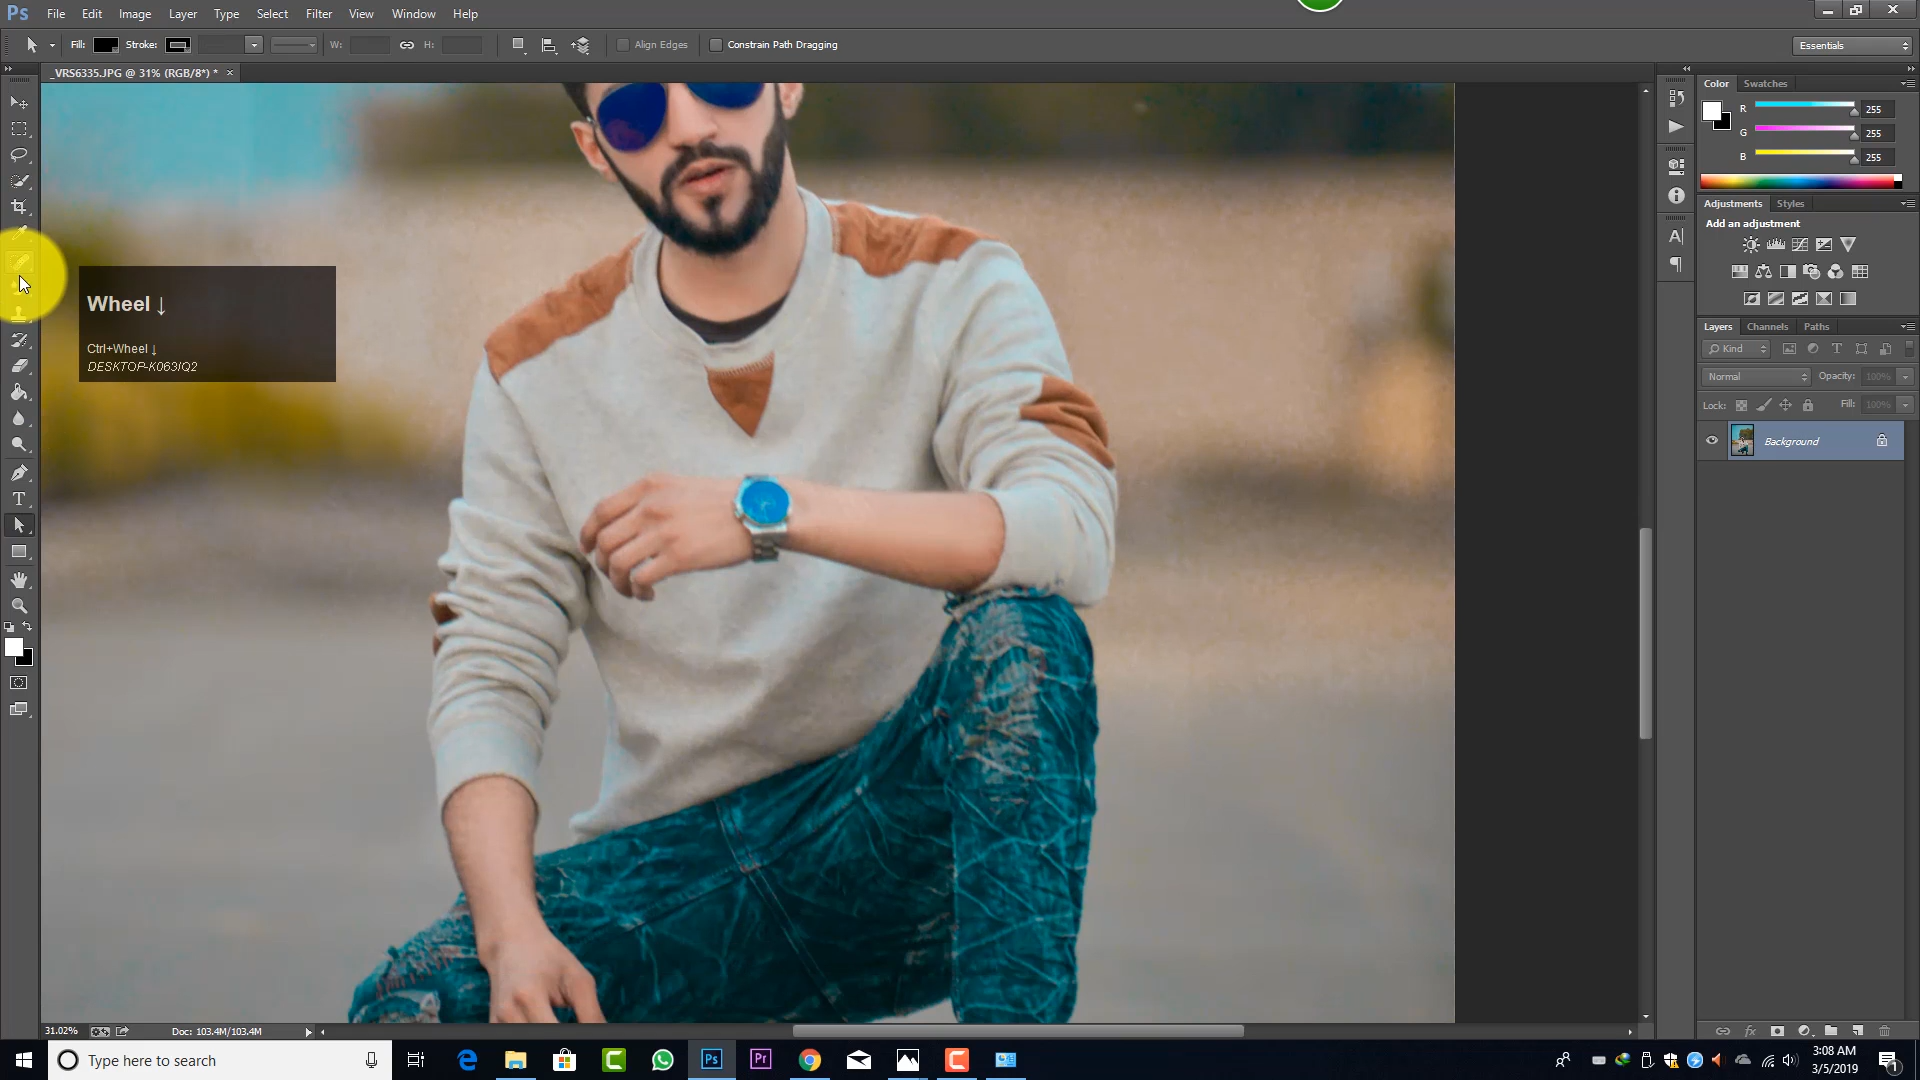 Ps File Edit Image Layer Type Select Filter View Window Help
Fill: Stroke: W: H: Align Edges Constrain Path Dragging Essentials
_VRS6335.JPG @ 31% (RGB/8*) * ×
Color Swatches
R 255
G 255
B 255
Adjustments Styles
Add an adjustment
Wheel ↓
Ctrl+Wheel ↓
DESKTOP-K063IQ2
Layers Channels Paths
Kind
Normal Opacity: 100%
Lock: Fill: 100%
Background
31.02% Doc: 103.4M/103.4M
Type here to search
3:08 AM
3/5/2019